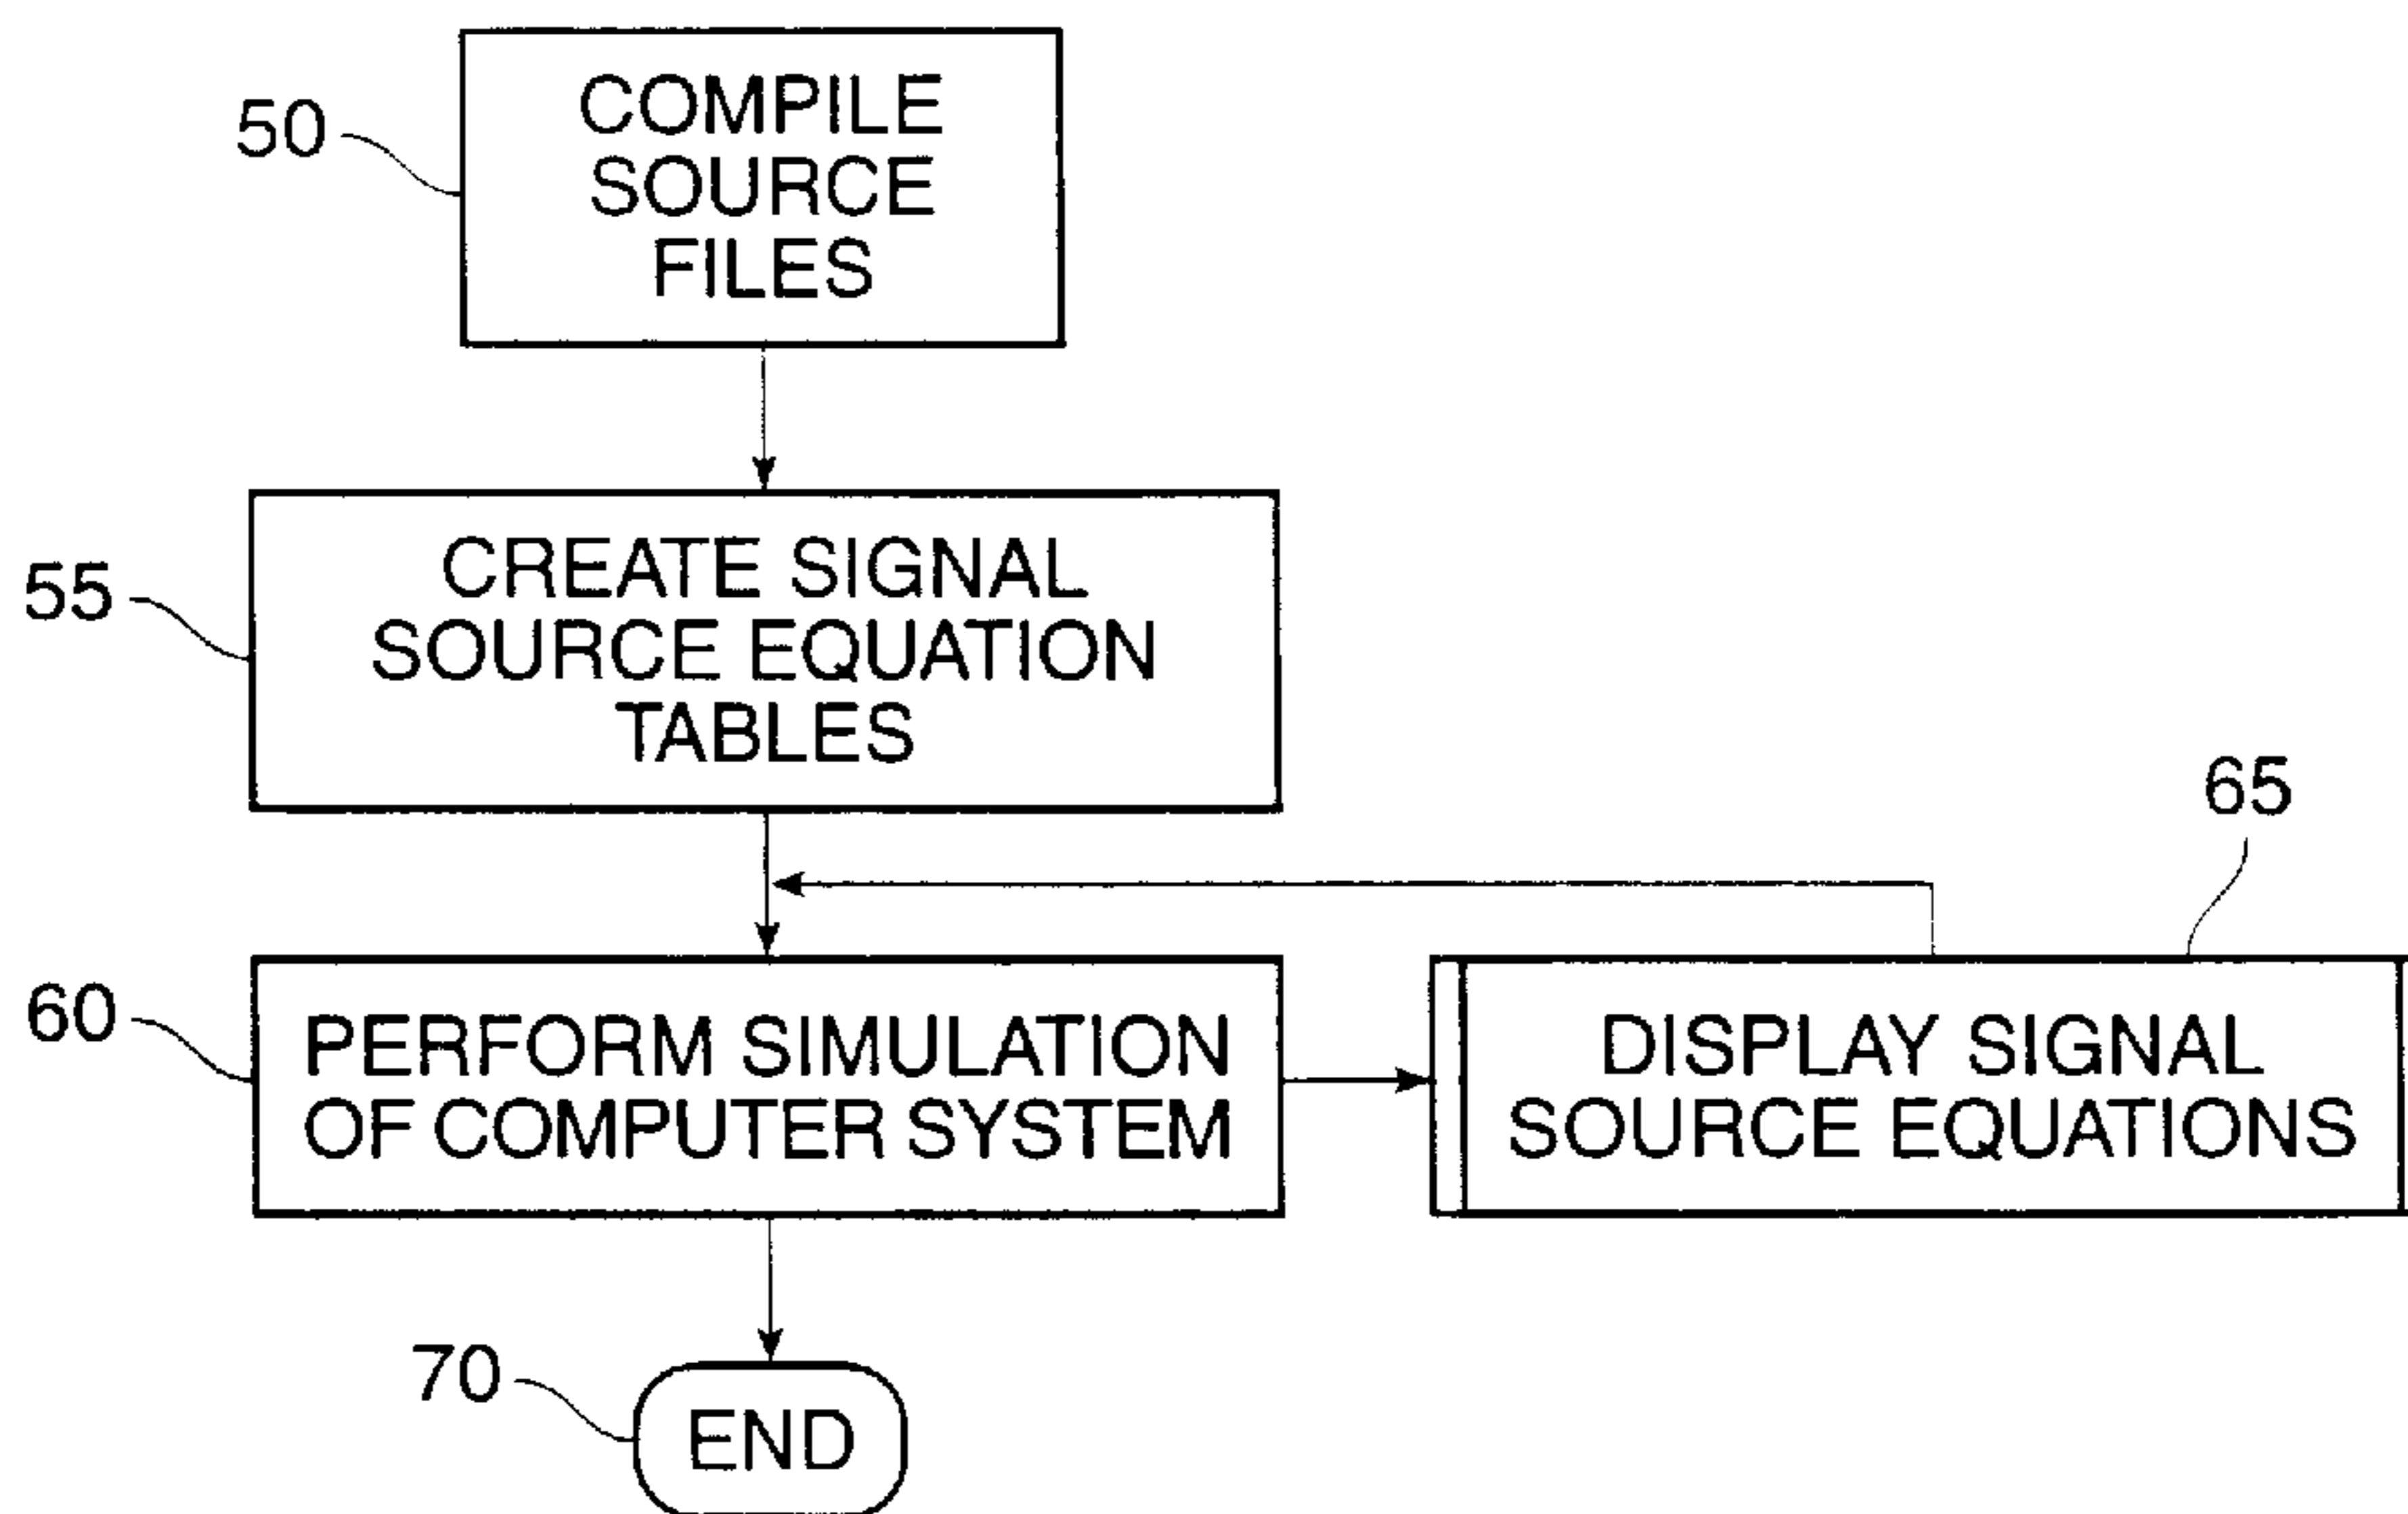 50
COMPILE
SOURCE
FILES
55
CREATE SIGNAL
SOURCE EQUATION
TABLES
65
60
PERFORM SIMULATION
OF COMPUTER SYSTEM
DISPLAY SIGNAL
SOURCE EQUATIONS
70
END